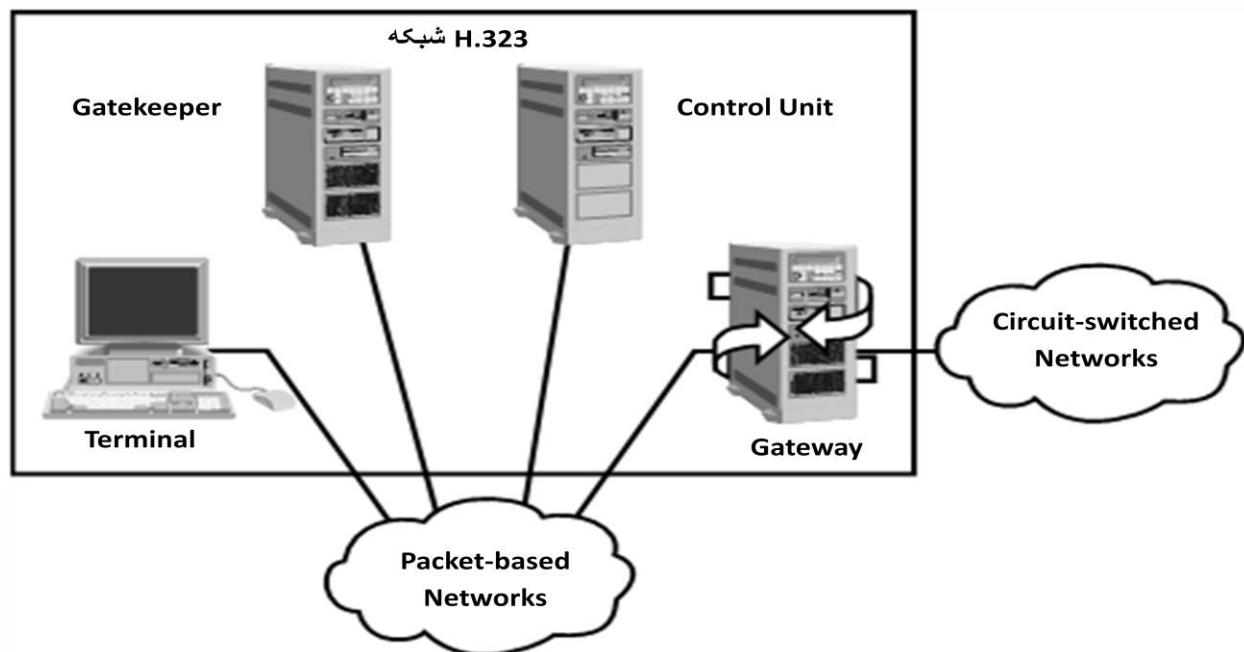 شبکه H.323
Gatekeeper
Control Unit
Terminal
Gateway
Circuit-switched
Networks
Packet-based
Networks